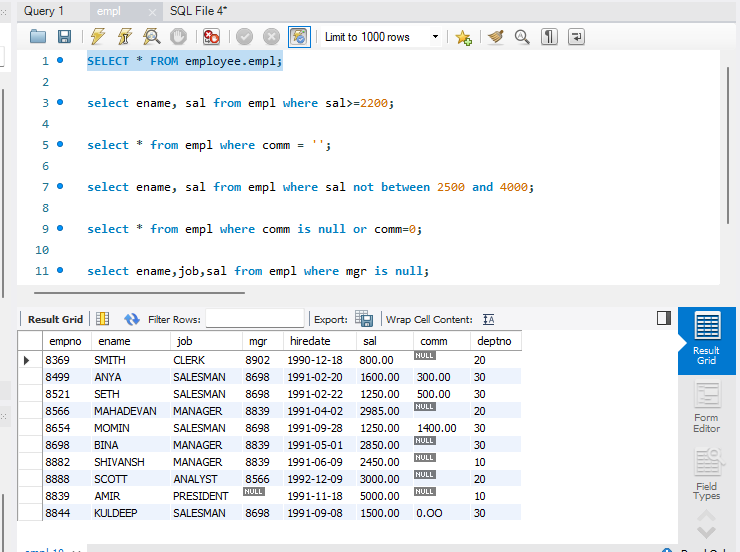 Query 1 empl SQL File 4*
Limit to 1000 rows
1 SELECT * FROM employee.empl;
2
3 select ename, sal from empl where sal>=2200;
4
5 select * from empl where comm = '';
6
7 select ename, sal from empl where sal not between 2500 and 4000;
8
9 select * from empl where comm is null or comm=0;
10
11 select ename,job,sal from empl where mgr is null;
Result Grid Filter Rows: Export: Wrap Cell Content: IA
empno ename job mgr hiredate sal comm deptno
8369 SMITH CLERK 8902 1990-12-18 800.00 NULL 20
8499 ANYA SALESMAN 8698 1991-02-20 1600.00 300.00 30
8521 SETH SALESMAN 8698 1991-02-22 1250.00 500.00 30
8566 MAHADEVAN MANAGER 8839 1991-04-02 2985.00 NULL 20
8654 MOMIN SALESMAN 8698 1991-09-28 1250.00 1400.00 30
8698 BINA MANAGER 8839 1991-05-01 2850.00 NULL 30
8882 SHIVANSH MANAGER 8839 1991-06-09 2450.00 NULL 10
8888 SCOTT ANALYST 8566 1992-12-09 3000.00 NULL 20
8839 AMIR PRESIDENT NULL 1991-11-18 5000.00 NULL 10
8844 KULDEEP SALESMAN 8698 1991-09-08 1500.00 0.OO 30
Result
Grid
Form
Editor
Field
Types